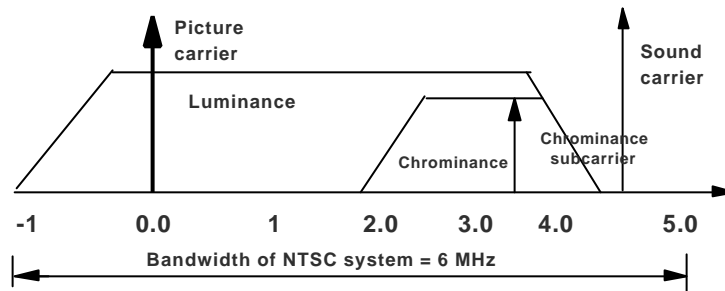 Picture
carrier
Sound
carrier
Luminance
Chrominance
Chrominance
subcarrier
-1 0.0 1 2.0 3.0 4.0 5.0
Bandwidth of NTSC system = 6 MHz